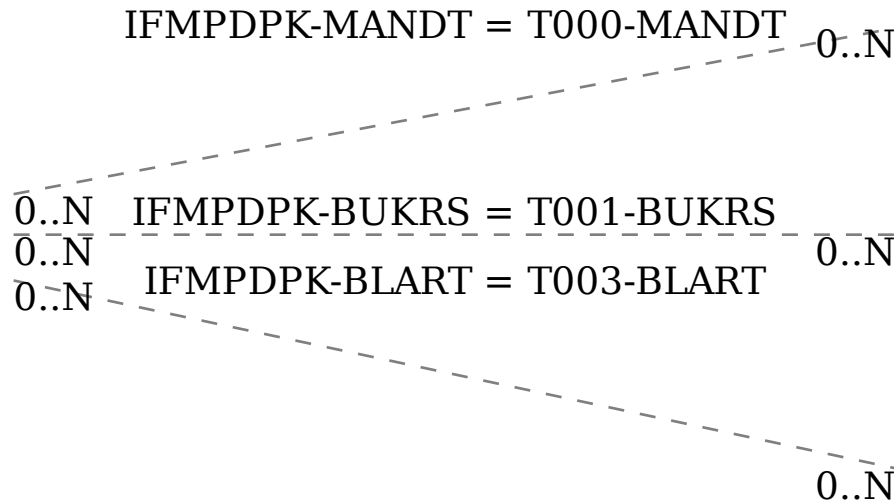 IFMPDPK-MANDT = T000-MANDT
0..N
0..N
IFMPDPK-BUKRS = T001-BUKRS
0..N
0..N
IFMPDPK-BLART = T003-BLART
0..N
0..N